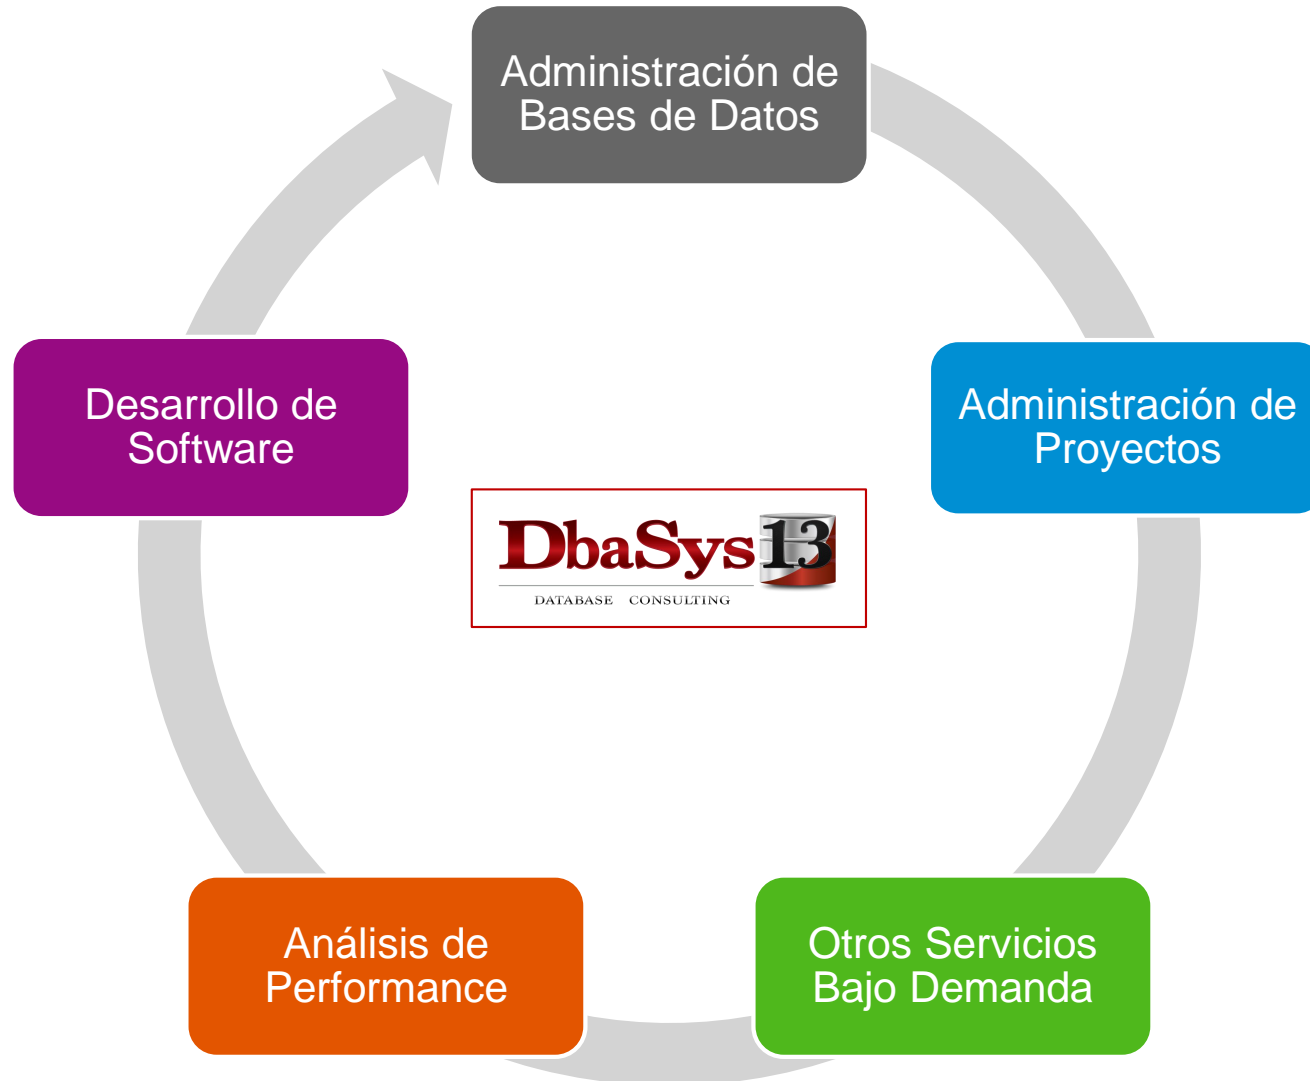 Administración de
Bases de Datos
Desarrollo de
Software
Administración de
Proyectos
DbaSys13
DATABASE CONSULTING
Análisis de
Performance
Otros Servicios
Bajo Demanda